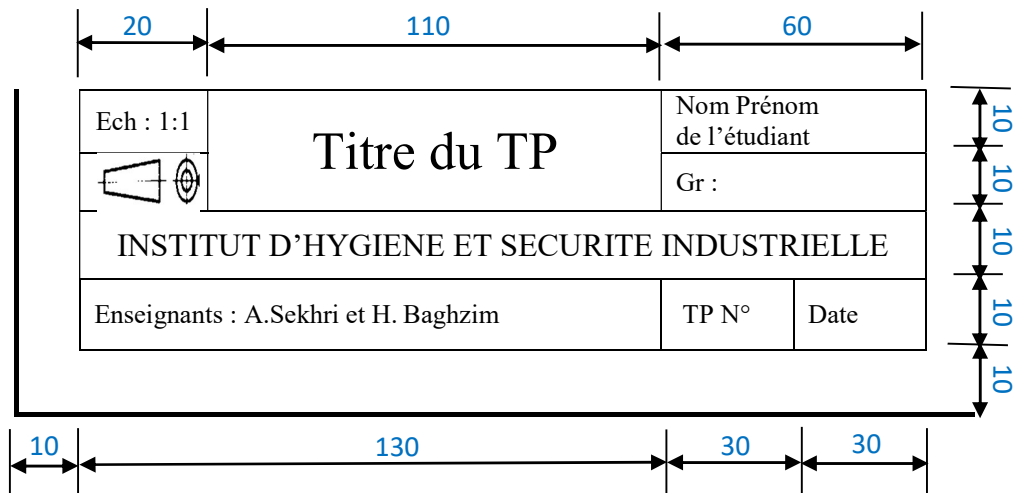 20 110 60
Ech : 1:1
Titre du TP
Nom Prénom
de l’étudiant
Gr :
10
10
10
10
10
INSTITUT D’HYGIENE ET SECURITE INDUSTRIELLE
Enseignants : A.Sekhri et H. Baghzim
TP N°
Date
10 130 30 30